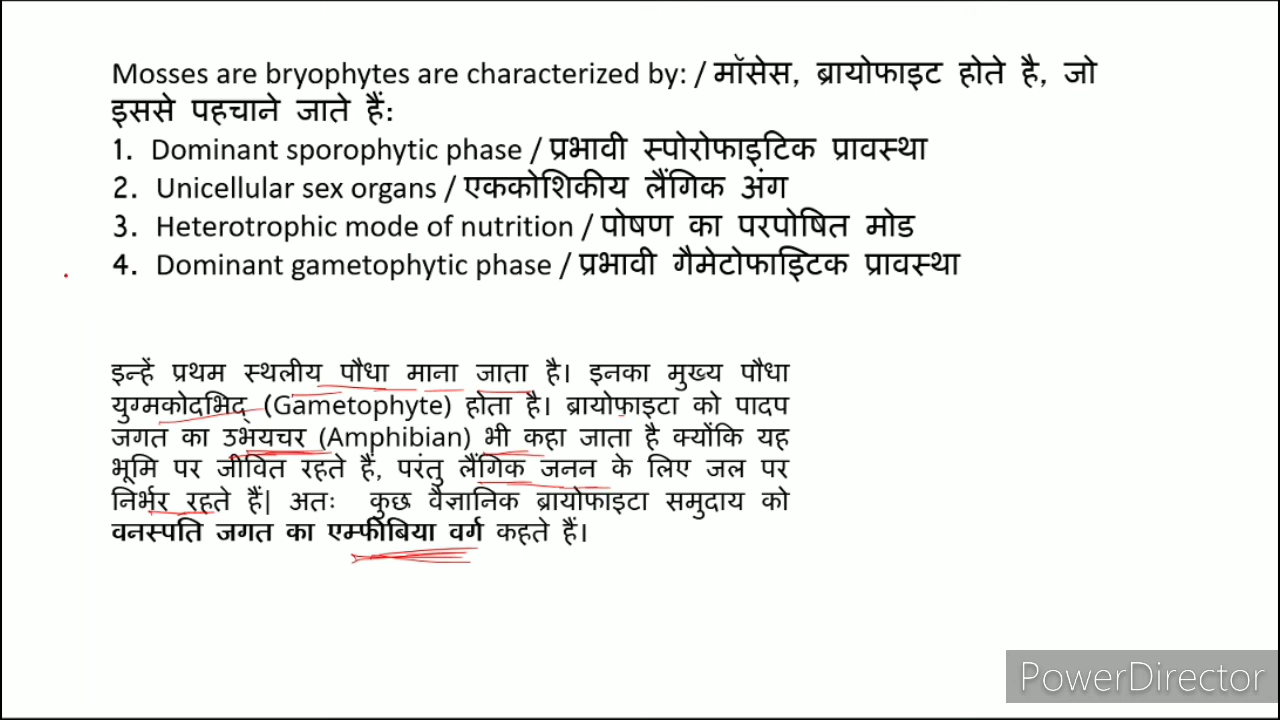 Mosses are bryophytes are characterized by: / मॉसेस, ब्रायोफाइट होते है, जो
इससे पहचाने जाते हैं:
1. Dominant sporophytic phase / प्रभावी स्पोरोफाइटिक प्रावस्था
2. Unicellular sex organs / एककोशिकीय लैंगिक अंग
3. Heterotrophic mode of nutrition / पोषण का परपोषित मोड
4. Dominant gametophytic phase / प्रभावी गैमेटोफाइ्टिक प्रावस्था
इन्हें प्रथम स्थलीय पौधा माना जाता है। इनका मुख्य पौधा
युग्मकोदभिद् (Gametophyte) होता है। ब्रायोफाइटा को पादप
जगत का उभयचर (Amphibian) भी कहा जाता है क्योंकि यह
भूमि पर जीवित रहते हैं, परंतु लैंगिक जनन के लिए जल पर
निर्भर रहते हैं| अतः कुछ वैज्ञानिक ब्रायोफाइटा समुदाय को
वनस्पति जगत का एम्फीबिया वर्ग कहते हैं।
PowerDirector